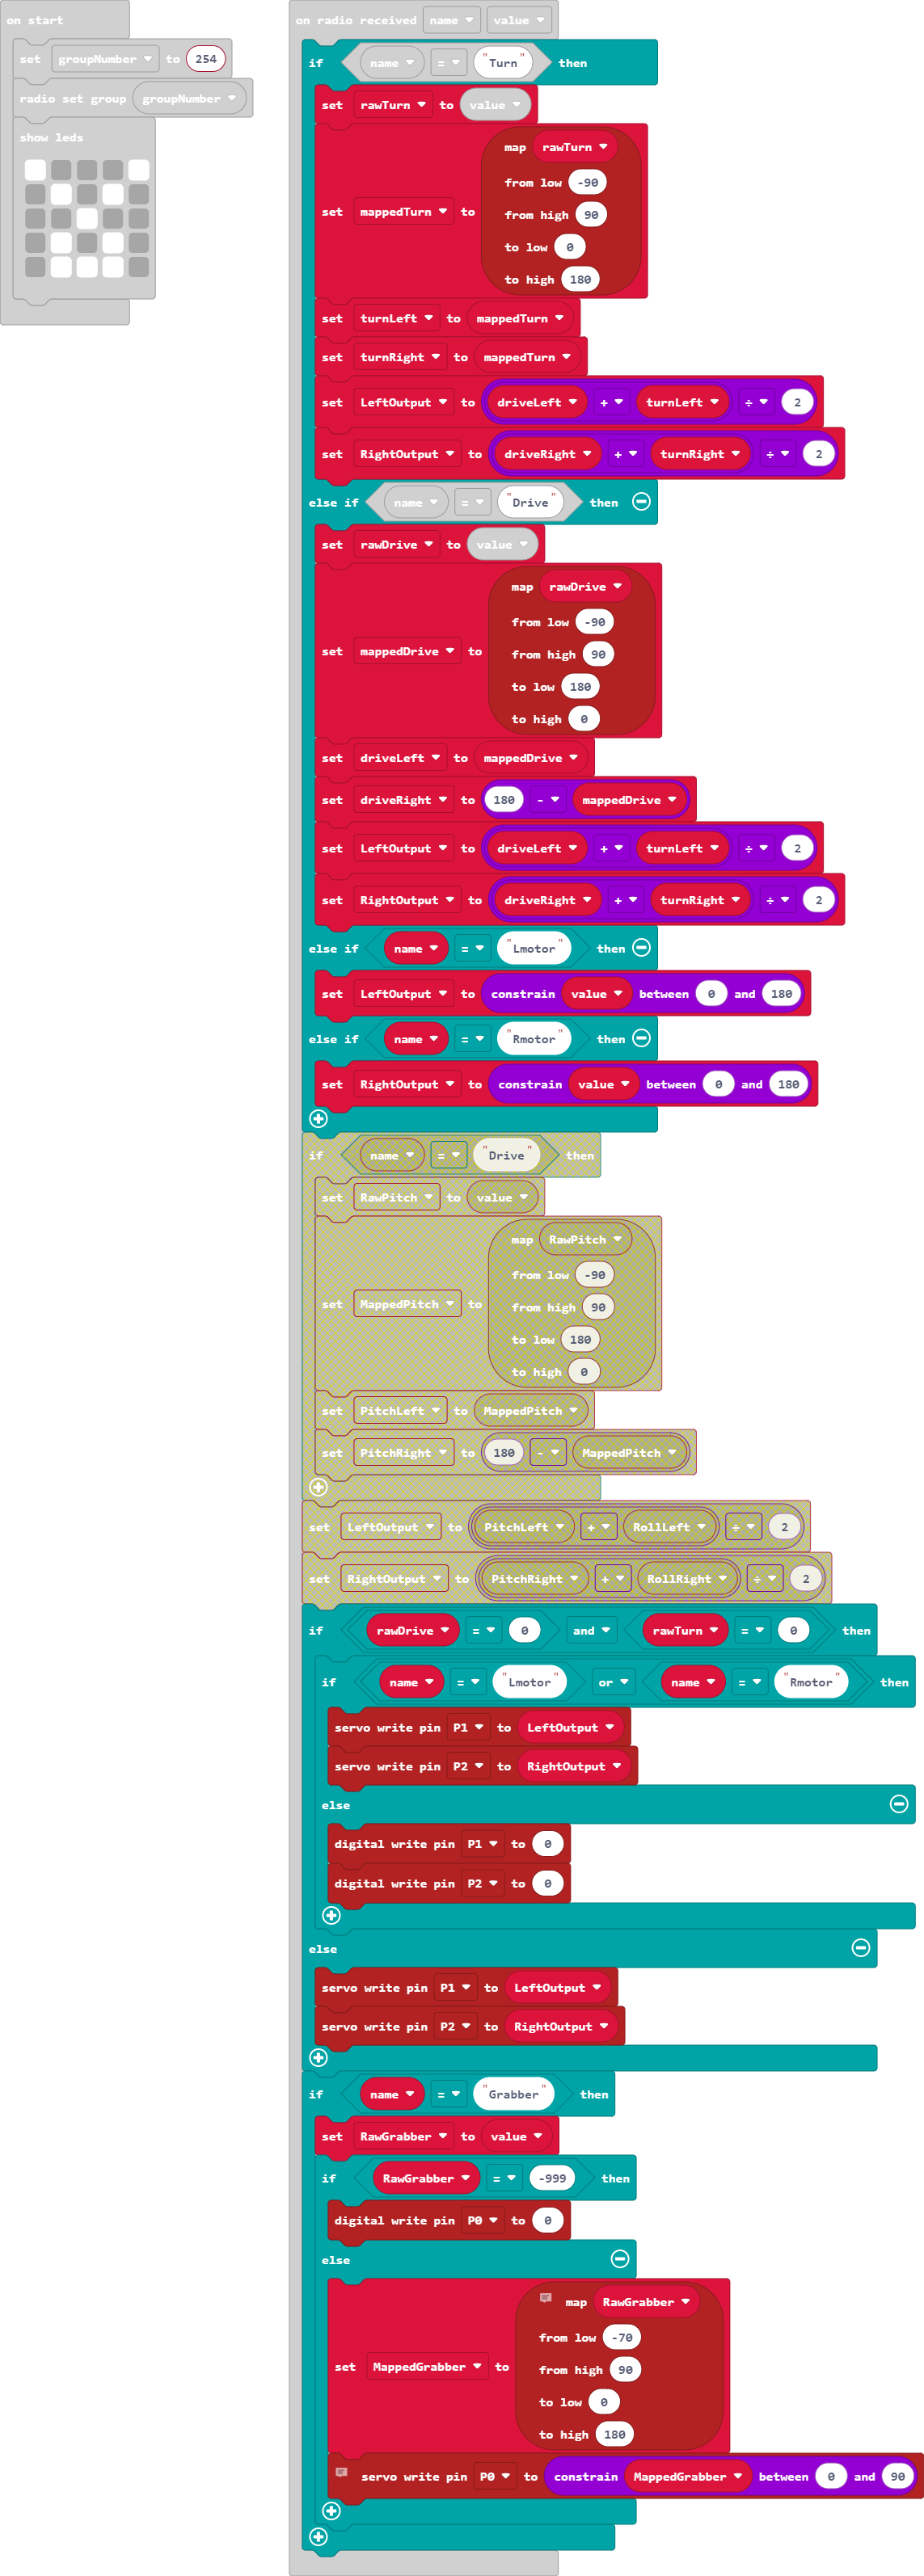 on start
set groupNumber to 254
radio set group groupNumber
show leds
on radio received name value
if name = "Turn" then
set rawTurn to value
set mappedTurn to map rawTurn
from low -90
from high 90
to low 0
to high 180
set turnLeft to mappedTurn
set turnRight to mappedTurn
set LeftOutput to driveLeft + turnLeft ÷ 2
set RightOutput to driveRight + turnRight ÷ 2
else if name = "Drive" then
set rawDrive to value
set mappedDrive to map rawDrive
from low -90
from high 90
to low 180
to high 0
set driveLeft to mappedDrive
set driveRight to 180 - mappedDrive
set LeftOutput to driveLeft + turnLeft ÷ 2
set RightOutput to driveRight + turnRight ÷ 2
else if name = "Lmotor" then
set LeftOutput to constrain value between 0 and 180
else if name = "Rmotor" then
set RightOutput to constrain value between 0 and 180
if name = "Drive" then
set RawPitch to value
set MappedPitch to map RawPitch
from low -90
from high 90
to low 180
to high 0
set PitchLeft to MappedPitch
set PitchRight to 180 - MappedPitch
set LeftOutput to PitchLeft + RollLeft ÷ 2
set RightOutput to PitchRight + RollRight ÷ 2
if rawDrive = 0 and rawTurn = 0 then
if name = "Lmotor" or name = "Rmotor" then
servo write pin P1 to LeftOutput
servo write pin P2 to RightOutput
else
digital write pin P1 to 0
digital write pin P2 to 0
else
servo write pin P1 to LeftOutput
servo write pin P2 to RightOutput
if name = "Grabber" then
set RawGrabber to value
if RawGrabber = -999 then
digital write pin P0 to 0
else
set MappedGrabber to map RawGrabber
from low -70
from high 90
to low 0
to high 180
servo write pin P0 to constrain MappedGrabber between 0 and 90